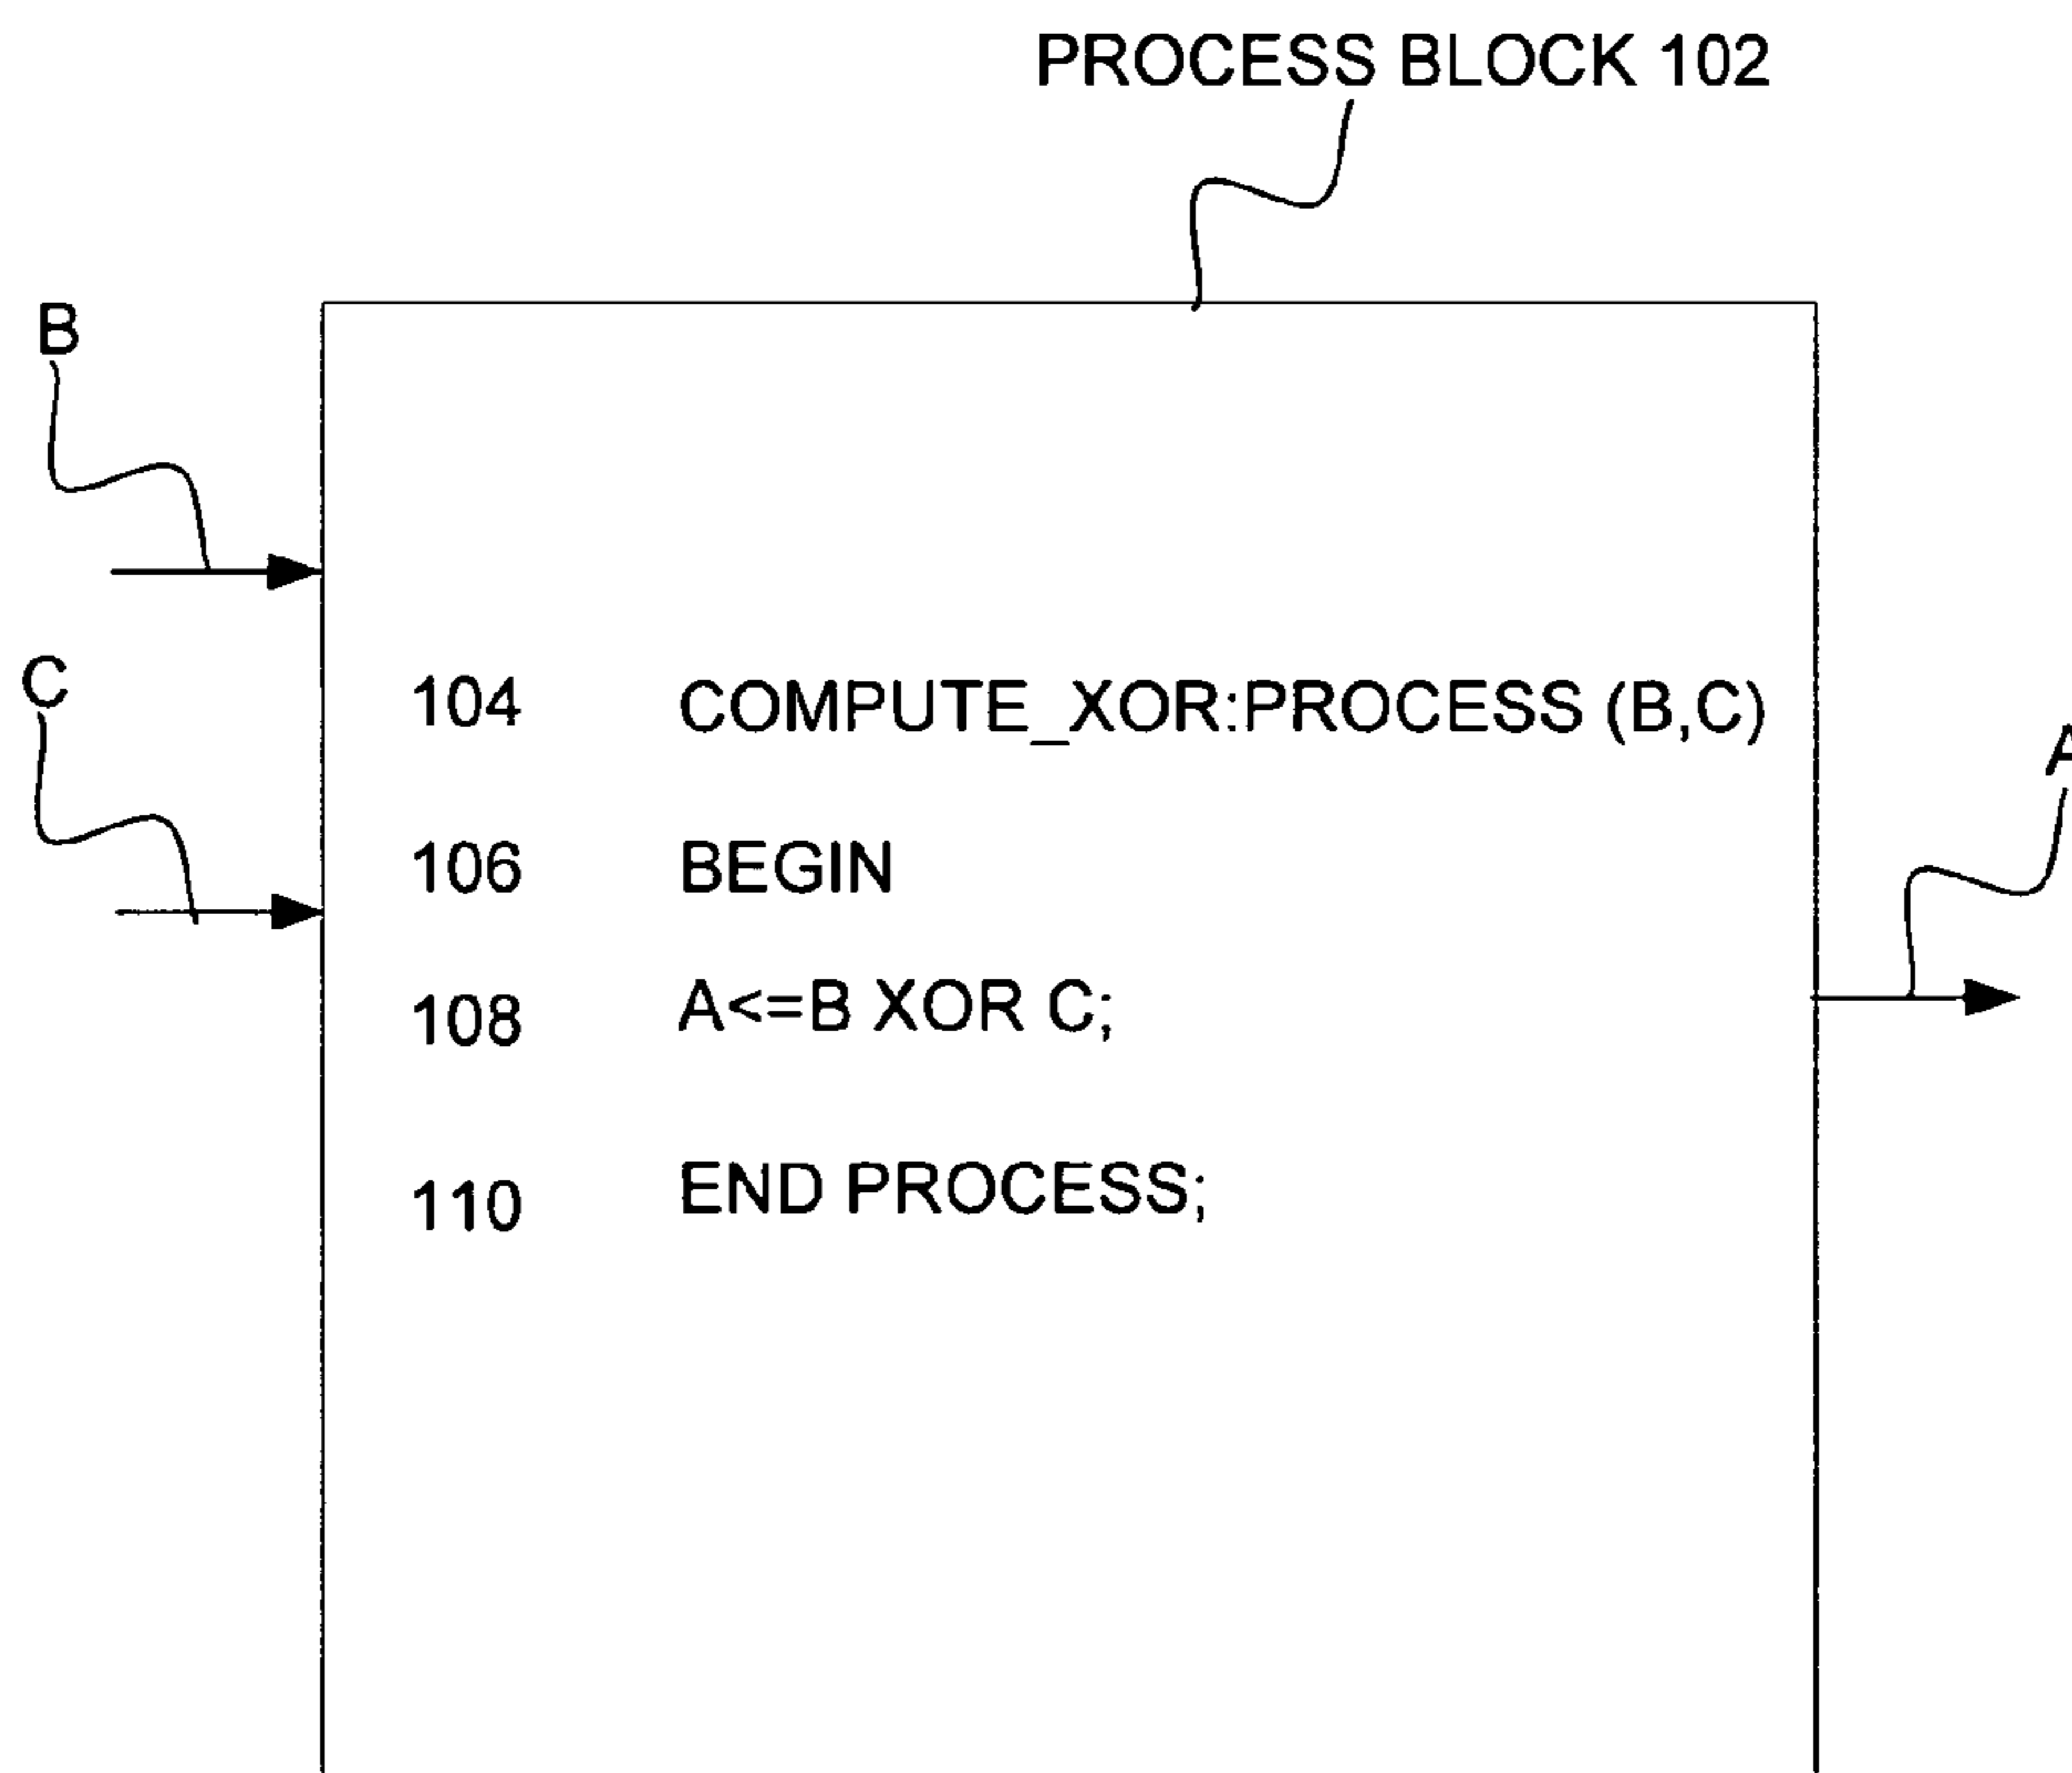 PROCESS BLOCK 102
B
C
104 COMPUTE_XOR:PROCESS (B,C)
A
106 BEGIN
108 A<=B XOR C;
110 END PROCESS;